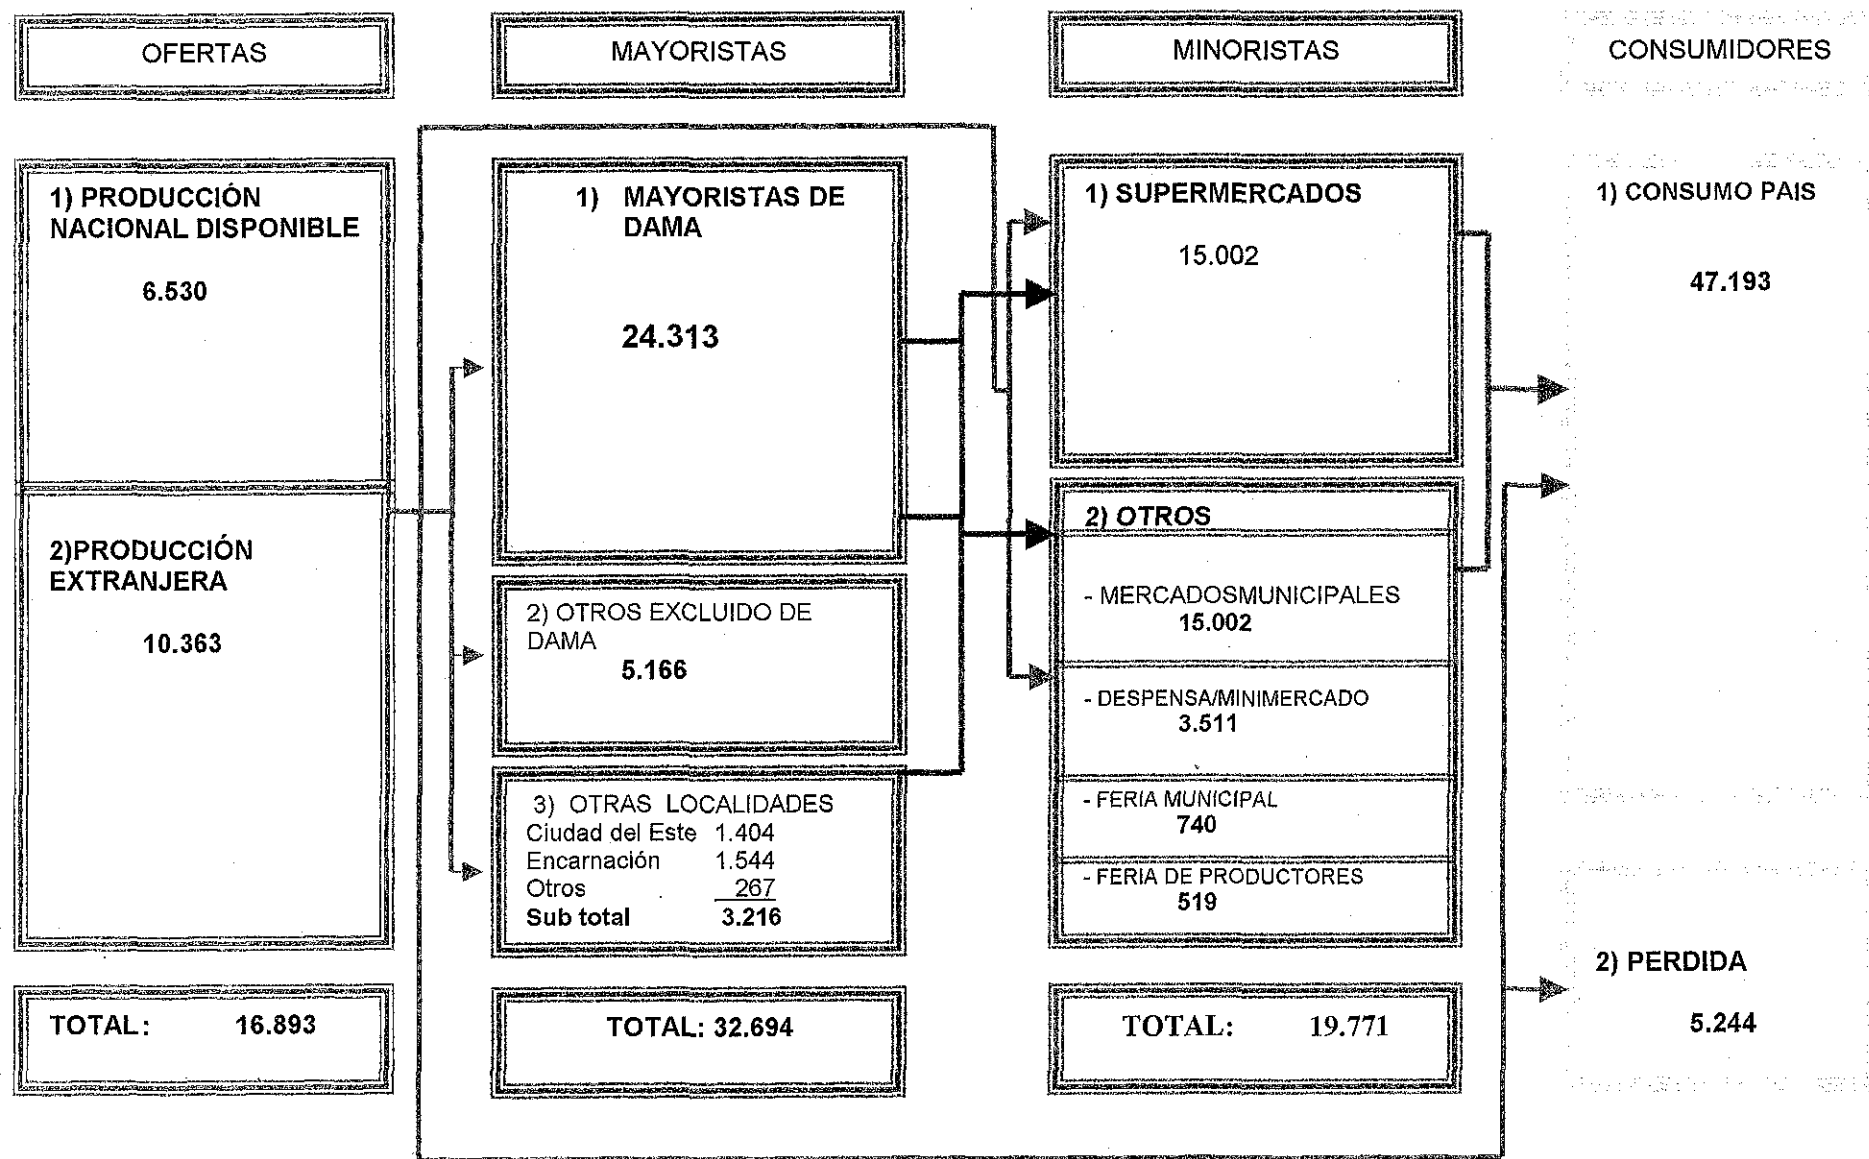 OFERTAS
MAYORISTAS
MINORISTAS
CONSUMIDORES
1) PRODUCCIÓN
NACIONAL DISPONIBLE
6.530
2)PRODUCCIÓN
EXTRANJERA
10.363
TOTAL: 16.893
1) MAYORISTAS DE
DAMA
24.313
2) OTROS EXCLUIDO DE
DAMA
5.166
3) OTRAS LOCALIDADES
Ciudad del Este 1.404
Encarnación 1.544
Otros 267
Sub total 3.216
TOTAL: 32.694
1) SUPERMERCADOS
15.002
2) OTROS
- MERCADOSMUNICIPALES
15.002
- DESPENSA/MINIMERCADO
3.511
- FERIA MUNICIPAL
740
- FERIA DE PRODUCTORES
519
TOTAL: 19.771
1) CONSUMO PAIS
47.193
2) PERDIDA
5.244